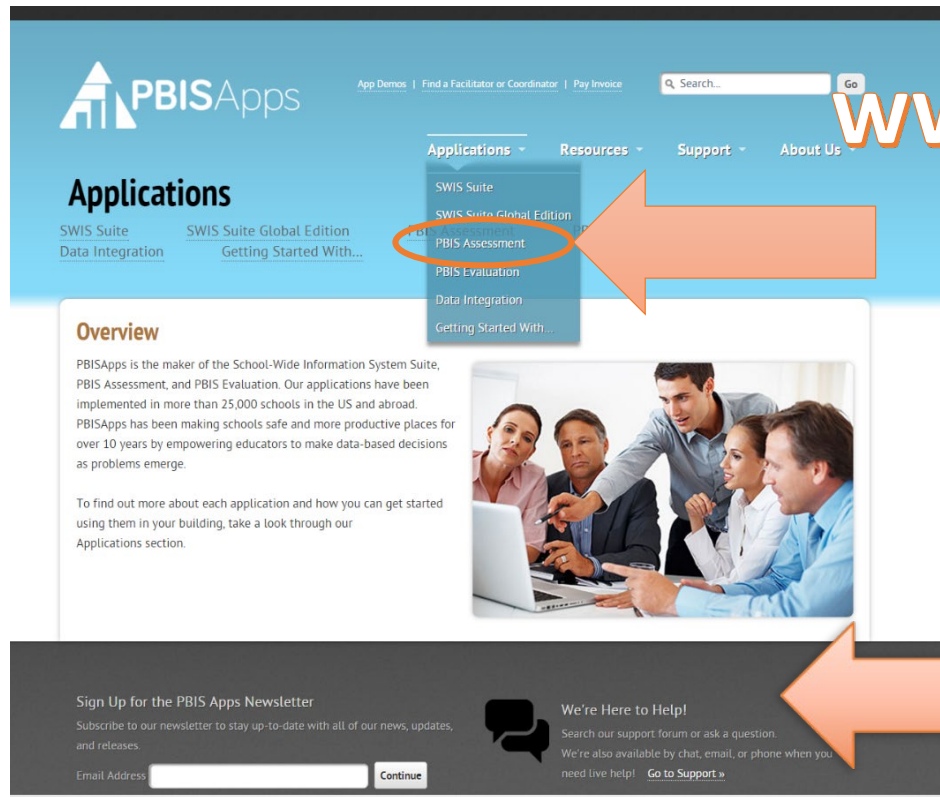 PBISApps
App Demos | Find a Facilitator or Coordinator | Pay Invoice
Search...
Go
Applications
Resources
Support
About Us
Applications
SWIS Suite
SWIS Suite Global Edition
PBIS Assessment
PBIS Evaluation
Data Integration
Getting Started With...
SWIS Suite
SWIS Suite Global Edition
PBIS Assessment
Data Integration
Getting Started With...
Overview
PBISApps is the maker of the School-Wide Information System Suite,
PBIS Assessment, and PBIS Evaluation. Our applications have been
implemented in more than 25,000 schools in the US and abroad.
PBISApps has been making schools safe and more productive places for
over 10 years by empowering educators to make data-based decisions
as problems emerge.
To find out more about each application and how you can get started
using them in your building, take a look through our
Applications section.
Sign Up for the PBIS Apps Newsletter
Subscribe to our newsletter to stay up-to-date with all of our news, updates,
and releases.
Email Address
Continue
We're Here to Help!
Search our support forum or ask a question.
We're also available by chat, email, or phone when you
need live help! Go to Support »